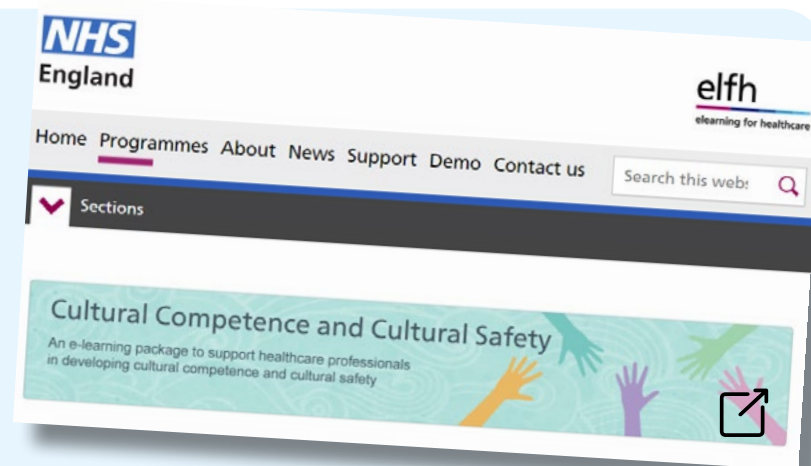 NHS
England
elfh
elearning for healthcare
Home Programmes About News Support Demo Contact us
Search this web:
Sections
Cultural Competence and Cultural Safety
An e-learning package to support healthcare professionals
in developing cultural competence and cultural safety